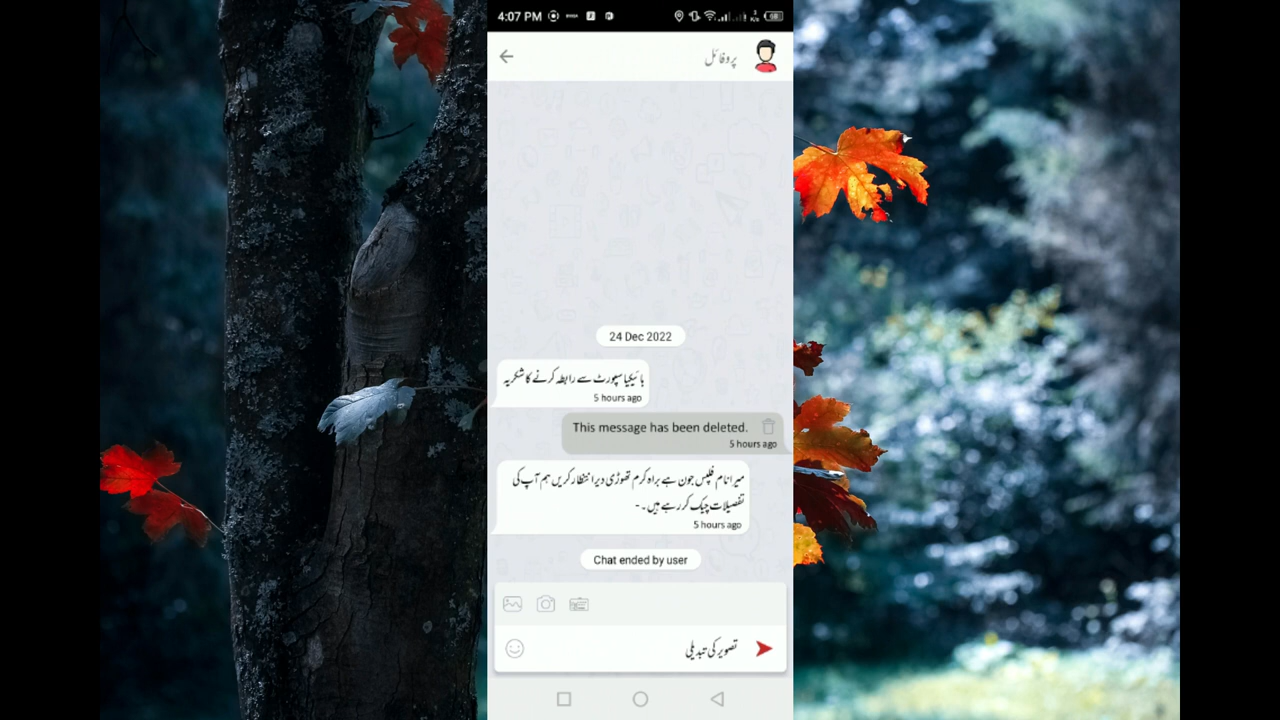 4:07 PM
پروفائل
24 Dec 2022
بائیکیا سپورٹ سے رابطہ کرنے کا شکریہ
5 hours ago
This message has been deleted.
5 hours ago
میرا نام فلپس جون ہے براہ کرم تھوڑی دیر انتظار کریں ہم آپ کی
تفصیلات چیک کر رہے ہیں ۔ -
5 hours ago
Chat ended by user
تصویر کی تبدیلی